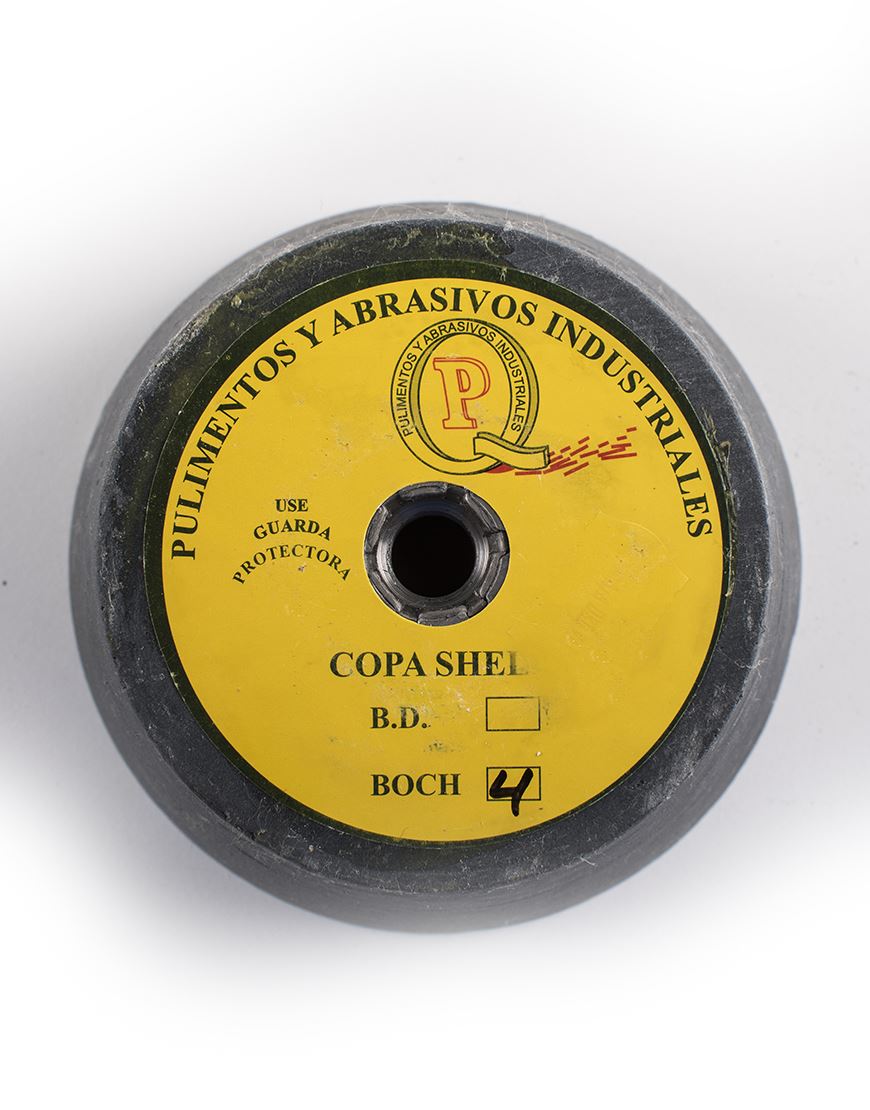 PULIMENTOS Y ABRASIVOS INDUSTRIALES
PULIMENTOS Y ABRASIVOS INDUSTRIALES
P
USE
GUARDA
PROTECTORA
COPA SHEL
B.D.
BOCH 4